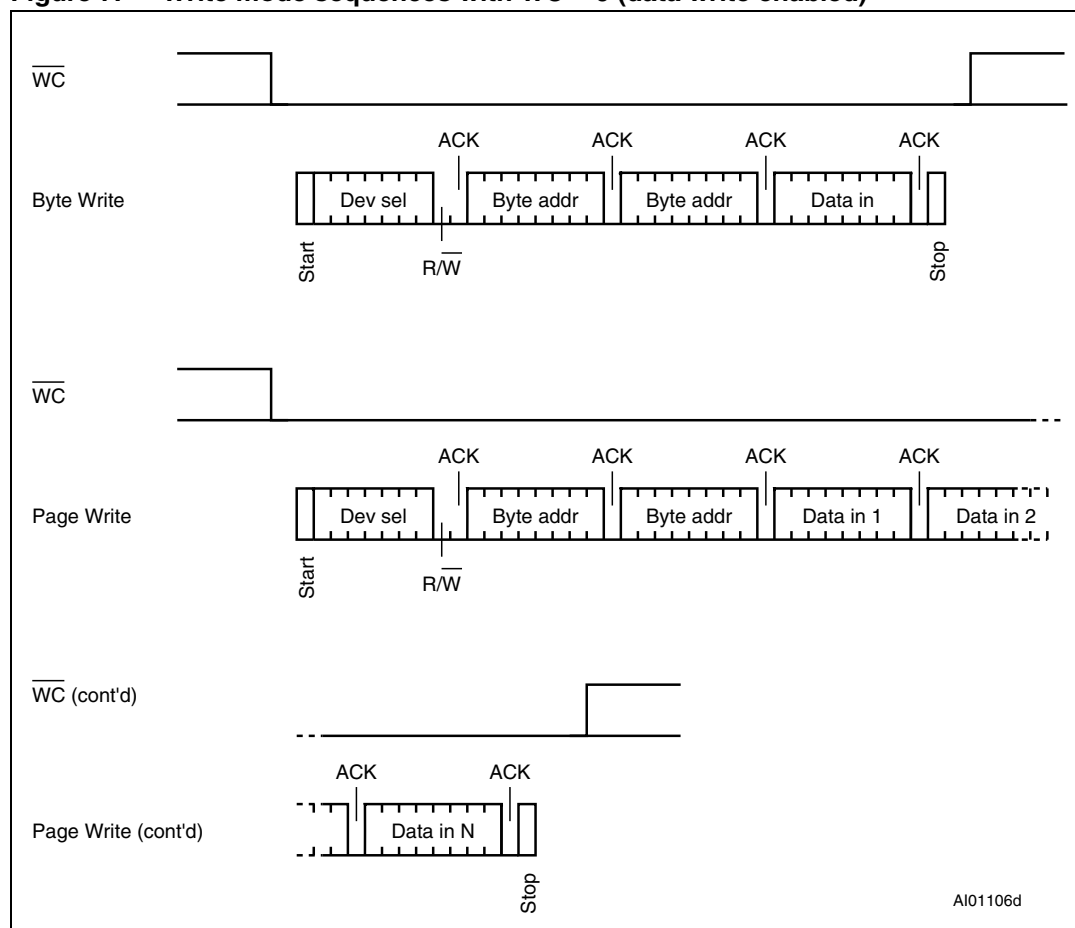 WC
ACK ACK ACK ACK
Byte Write Dev sel Byte addr Byte addr Data in
Start R/W Stop
WC
ACK ACK ACK ACK
Page Write Dev sel Byte addr Byte addr Data in 1 Data in 2
Start R/W
WC (cont'd)
ACK ACK
Page Write (cont'd) Data in N
Stop
AI01106d